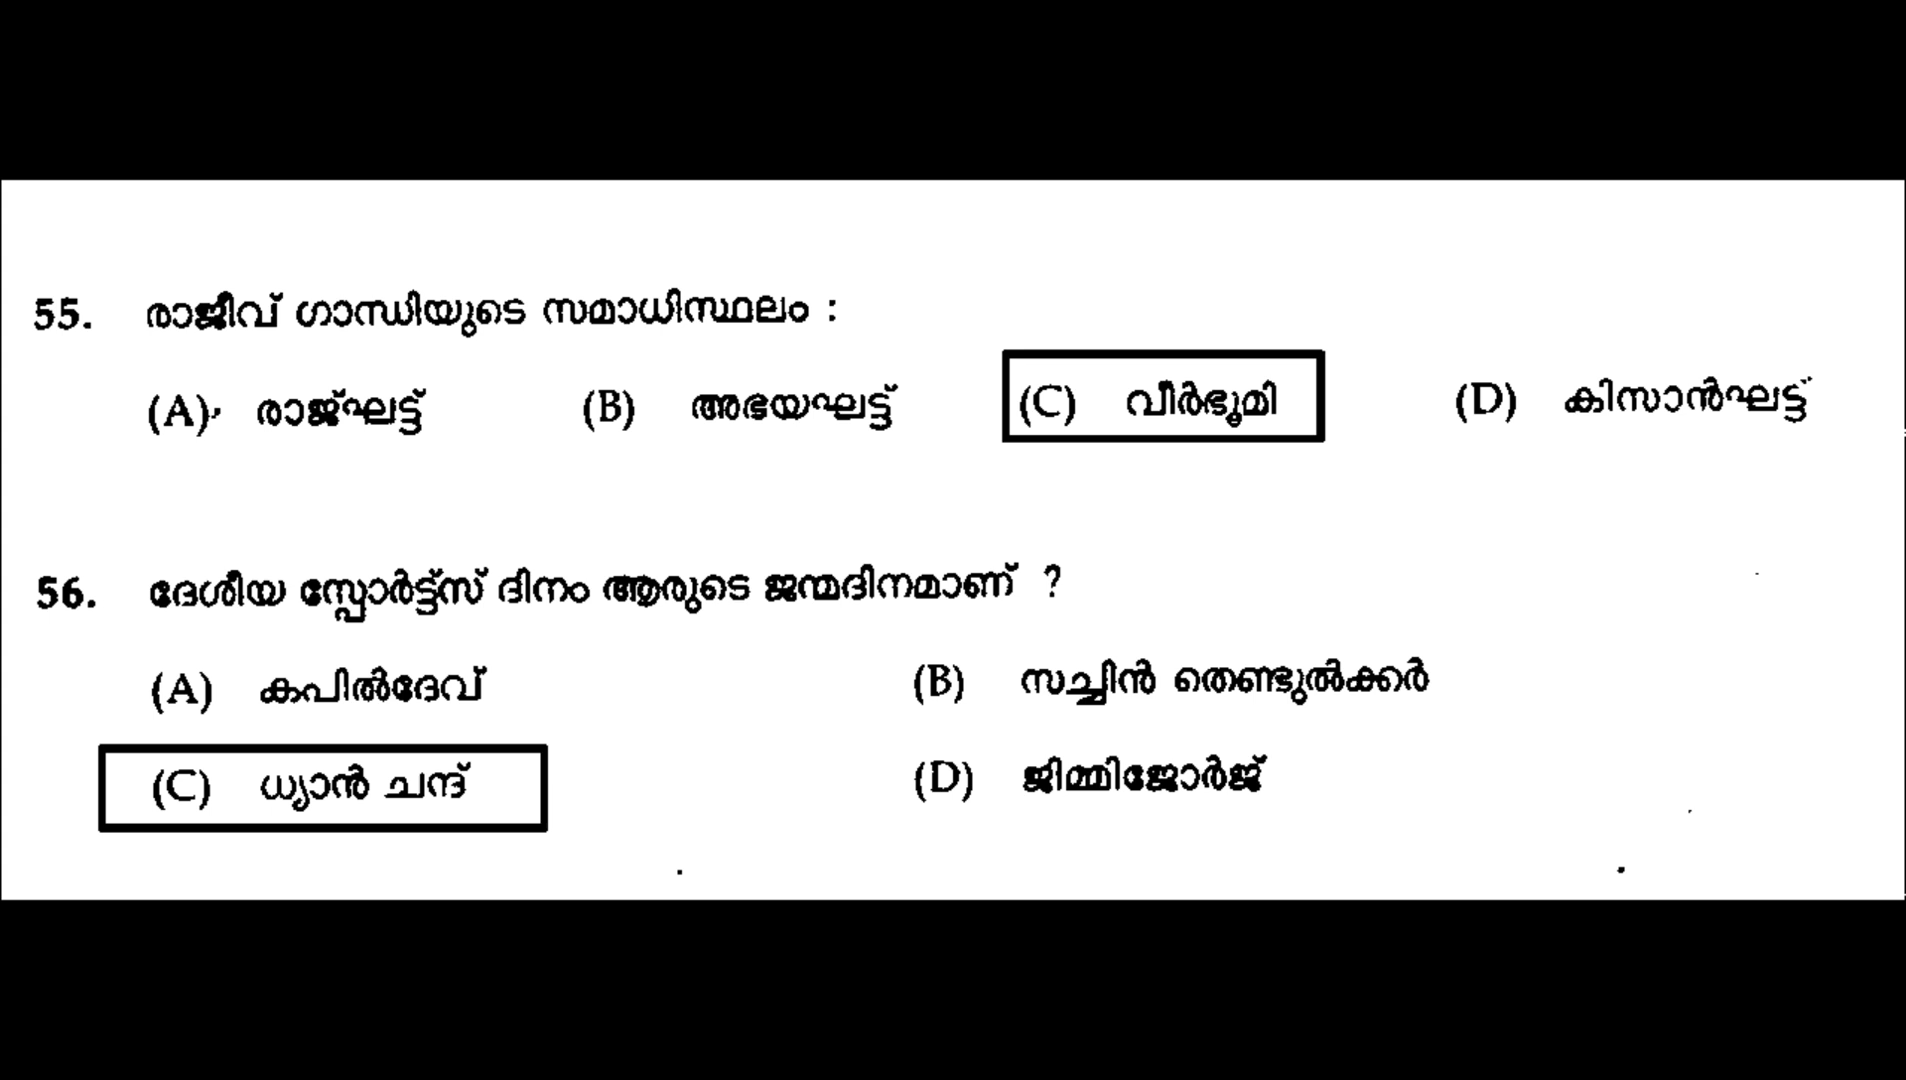 55. രാജീവ് ഗാന്ധിയുടെ സമാധിസ്ഥലം :
(A) രാജ്ഘട്ട് (B) അഭയഘട്ട് (C) വീർഭൂമി (D) കിസാൻഘട്ട്
56. ദേശീയ സ്പോർട്ട്സ് ദിനം ആരുടെ ജന്മദിനമാണ് ?
(A) കപിൽദേവ് (B) സച്ചിൻ തെണ്ടുൽക്കർ
(C) ധ്യാൻ ചന്ദ് (D) ജിമ്മിജോർജ്